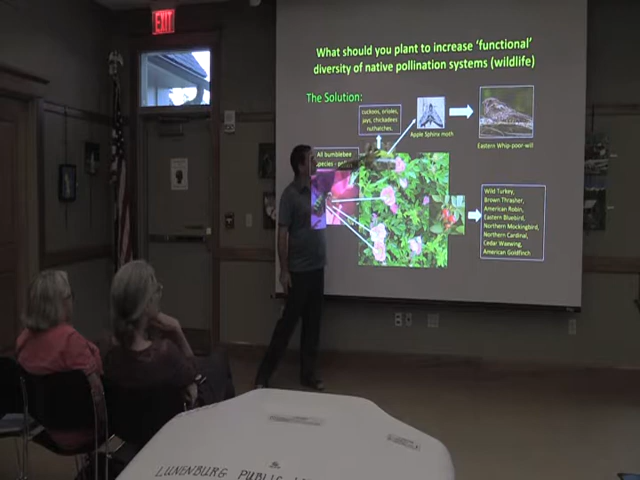 EXIT
What should you plant to increase 'functional'
diversity of native pollination systems (wildlife)
The Solution:
cuckoos, orioles,
jays, chickadees
nuthatches,
Apple Sphinx moth
Eastern Whip-poor-will
All bumblebee
Wild Turkey,
Brown Thrasher,
American Robin,
Eastern Bluebird,
Northern Mockingbird,
Northern Cardinal,
Cedar Waxwing,
American Goldfinch
LUNENBURG PUBLIC